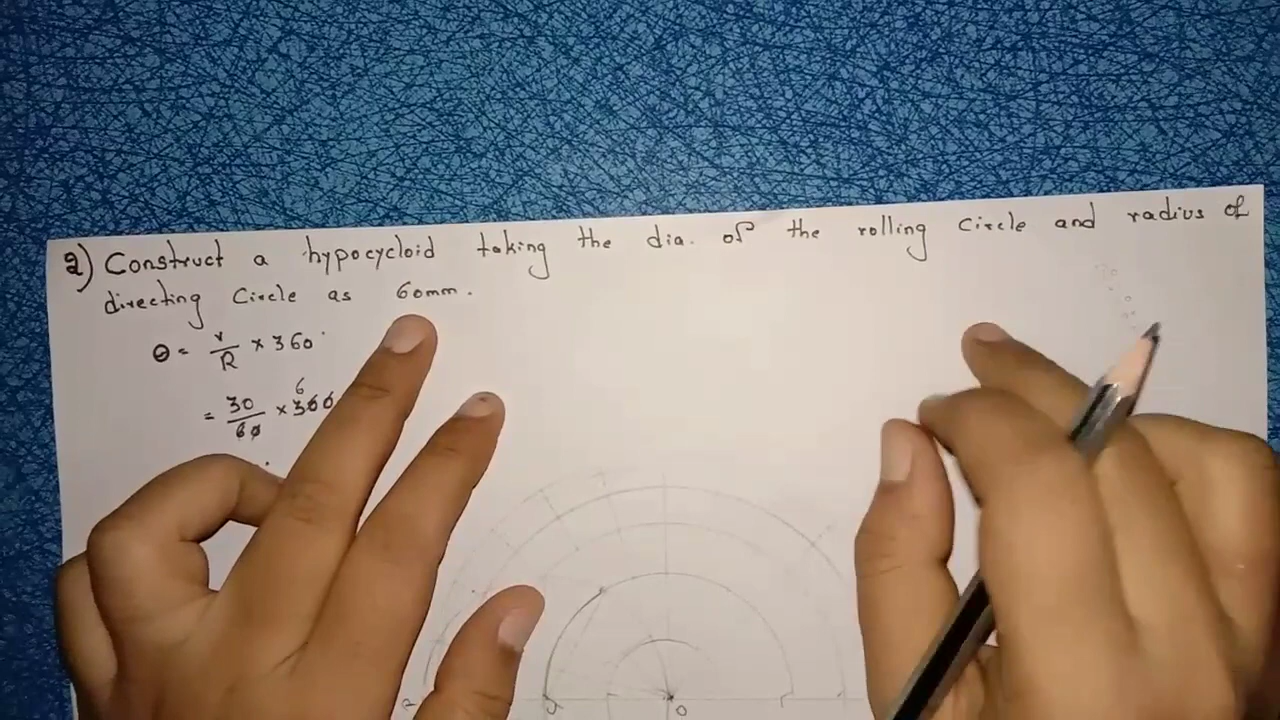 2) Construct a hypocycloid taking the dia. of the rolling Circle and radius of
directing Circle as 60mm.
θ = r/R × 360°
= 30/60 × 360
6
O